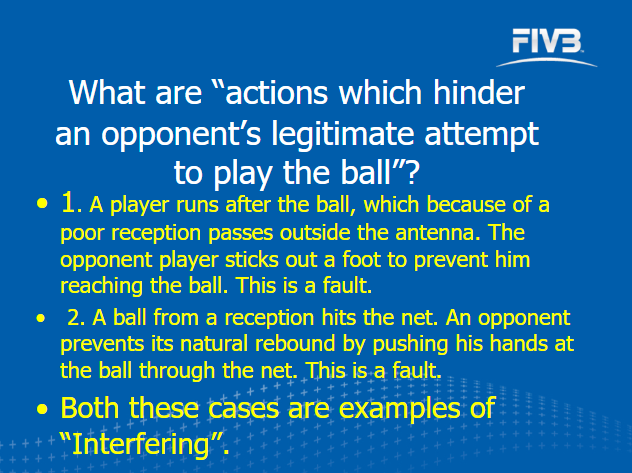 FIVB
What are “actions which hinder
an opponent’s legitimate attempt
to play the ball”?
• 1. A player runs after the ball, which because of a
poor reception passes outside the antenna. The
opponent player sticks out a foot to prevent him
reaching the ball. This is a fault.
• 2. A ball from a reception hits the net. An opponent
prevents its natural rebound by pushing his hands at
the ball through the net. This is a fault.
• Both these cases are examples of
“Interfering”.